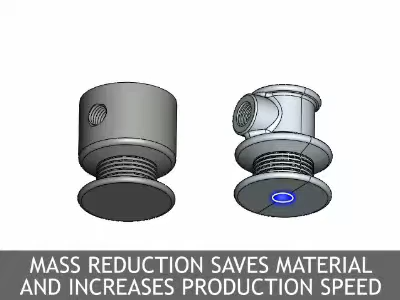 MASS REDUCTION SAVES MATERIAL
AND INCREASES PRODUCTION SPEED